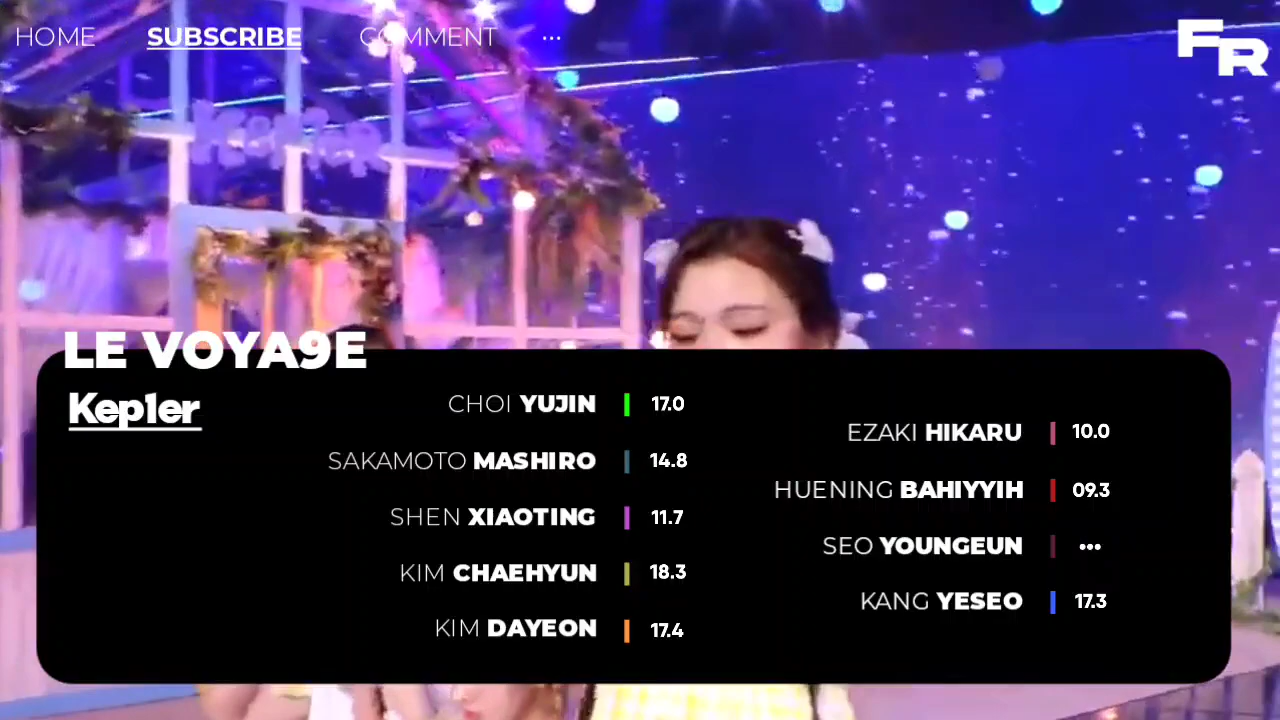 HOME SUBSCRIBE COMMENT ...
FR
Kep1er
LE VOYA9E
Kep1er
CHOI YUJIN 17.0
SAKAMOTO MASHIRO 14.8
SHEN XIAOTING 11.7
KIM CHAEHYUN 18.3
KIM DAYEON 17.4
EZAKI HIKARU 10.0
HUENING BAHIYYIH 09.3
SEO YOUNGEUN ...
KANG YESEO 17.3